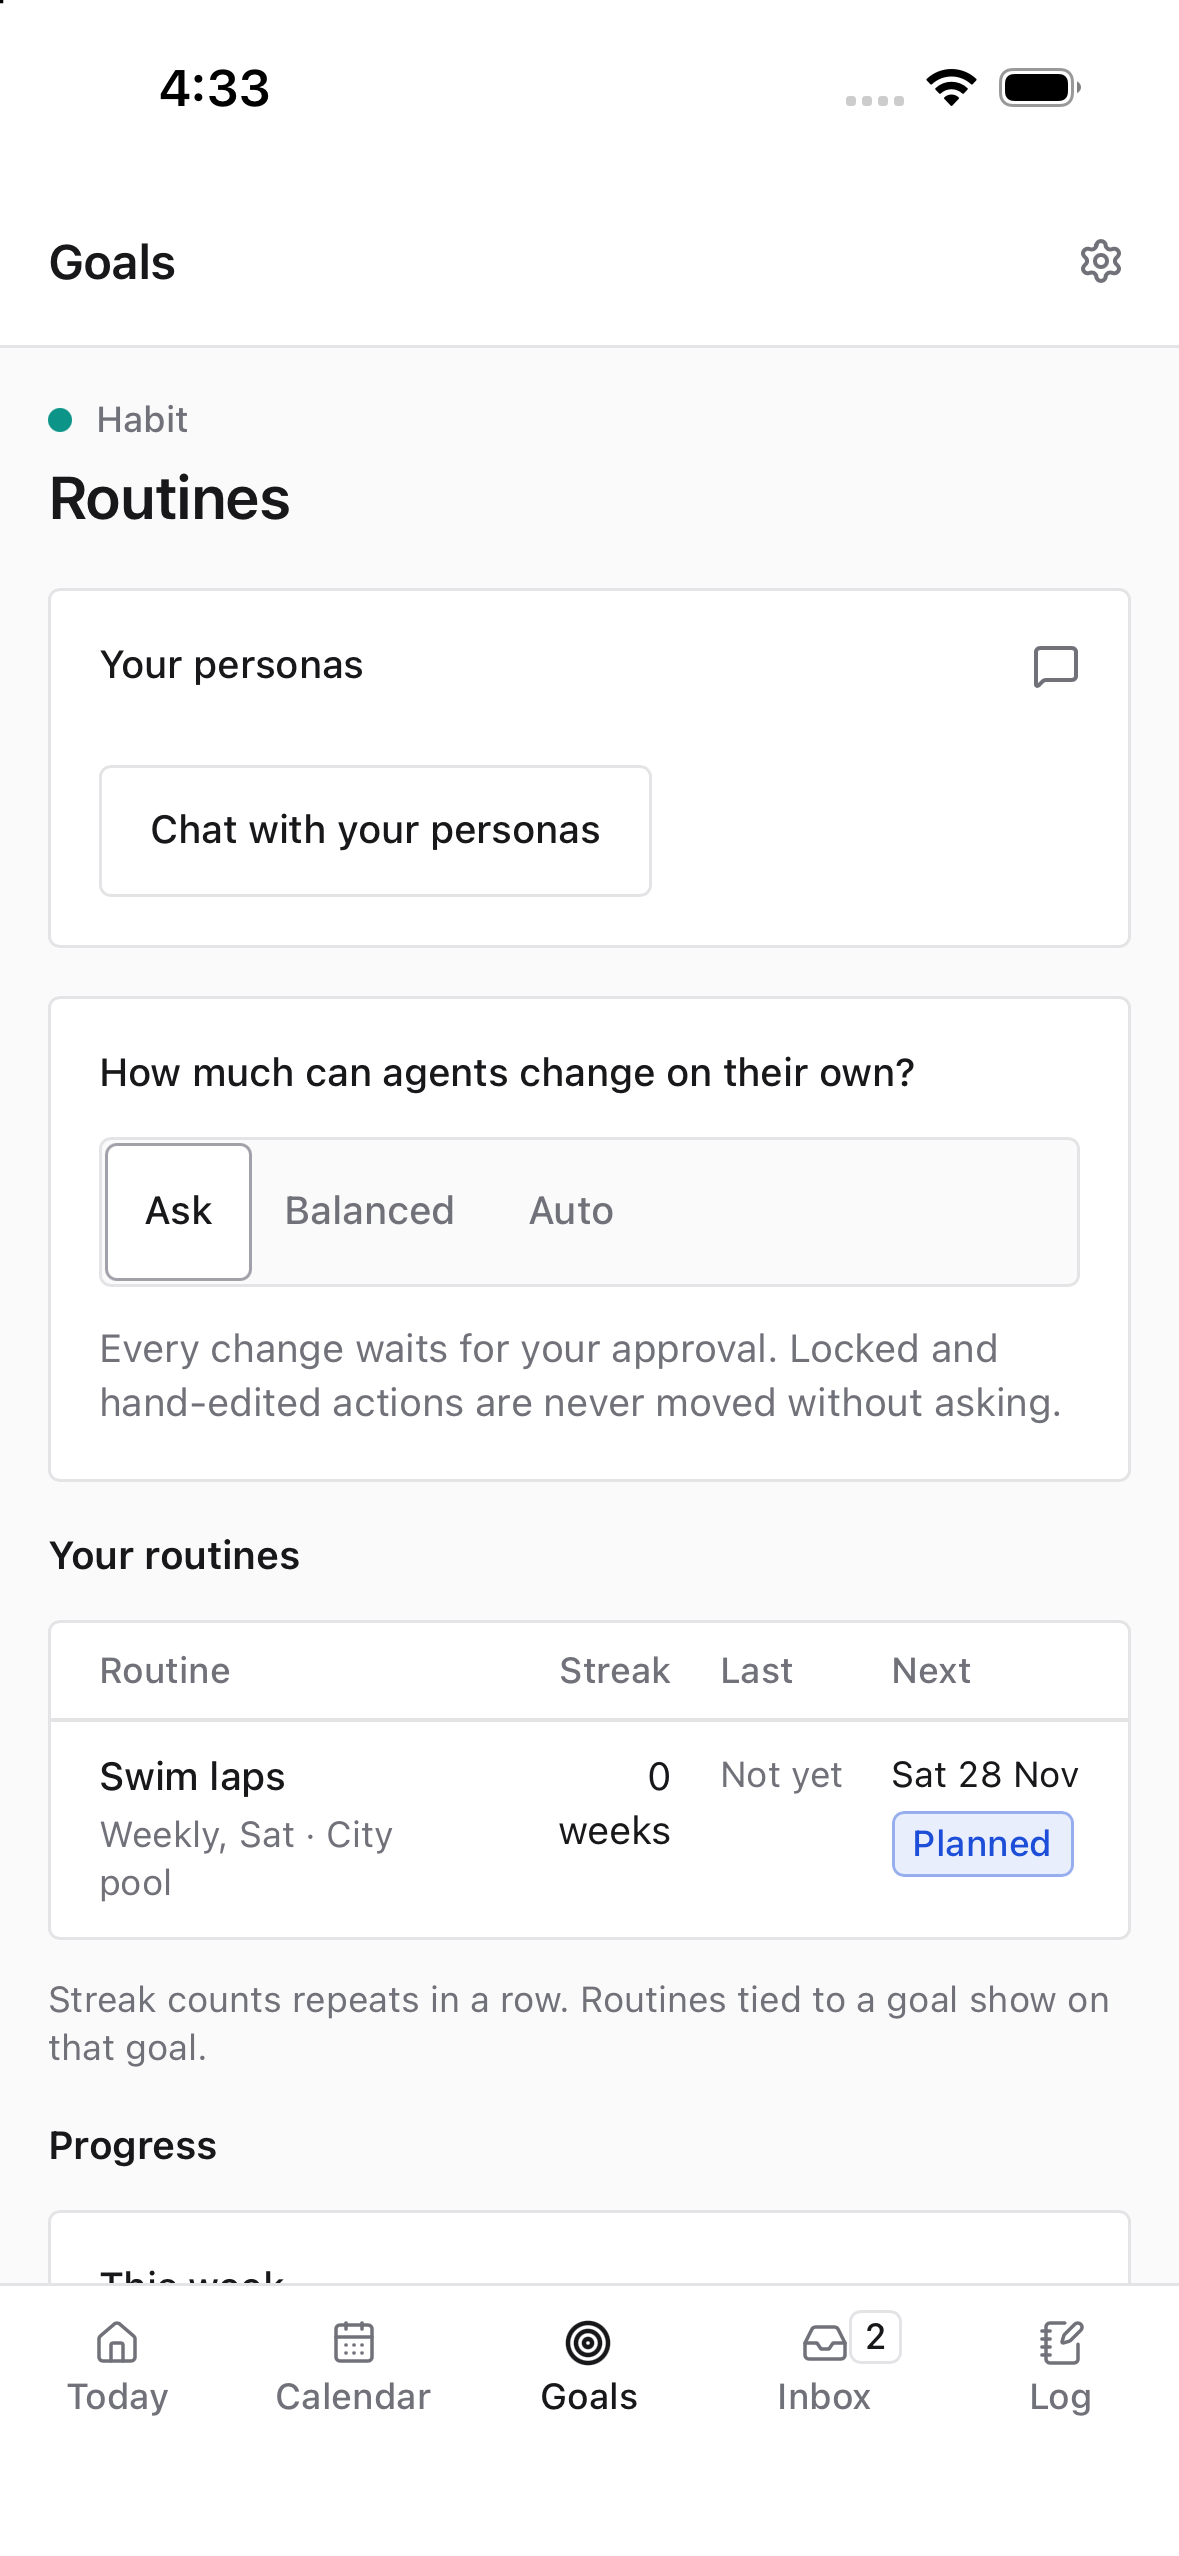 4:33
Goals
Habit
Routines
Your personas
Chat with your personas
How much can agents change on their own?
Ask Balanced Auto
Every change waits for your approval. Locked and
hand-edited actions are never moved without asking.
Your routines
Routine Streak Last Next
Swim laps 0 Not yet Sat 28 Nov
Weekly, Sat · City weeks Planned
pool
Streak counts repeats in a row. Routines tied to a goal show on
that goal.
Progress
This week
2
Today Calendar Goals Inbox Log